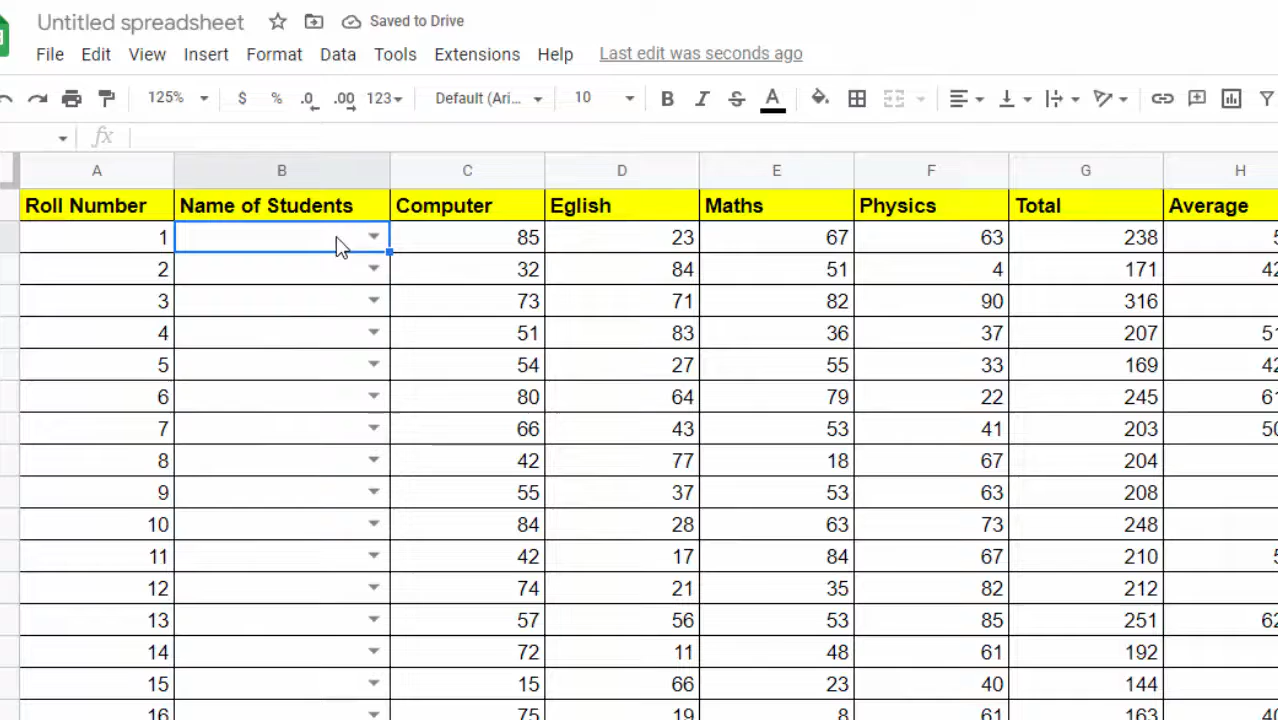 Untitled spreadsheet Saved to Drive
File Edit View Insert Format Data Tools Extensions Help Last edit was seconds ago
125% $ % .0 .00 123 Default (Ari... 10 B I S A
fx
A B C D E F G H
Roll Number Name of Students Computer Eglish Maths Physics Total Average
1 85 23 67 63 238
2 32 84 51 4 171
3 73 71 82 90 316
4 51 83 36 37 207
5 54 27 55 33 169
6 80 64 79 22 245
7 66 43 53 41 203
8 42 77 18 67 204
9 55 37 53 63 208
10 84 28 63 73 248
11 42 17 84 67 210
12 74 21 35 82 212
13 57 56 53 85 251
14 72 11 48 61 192
15 15 66 23 40 144
16 75 19 8 61 163